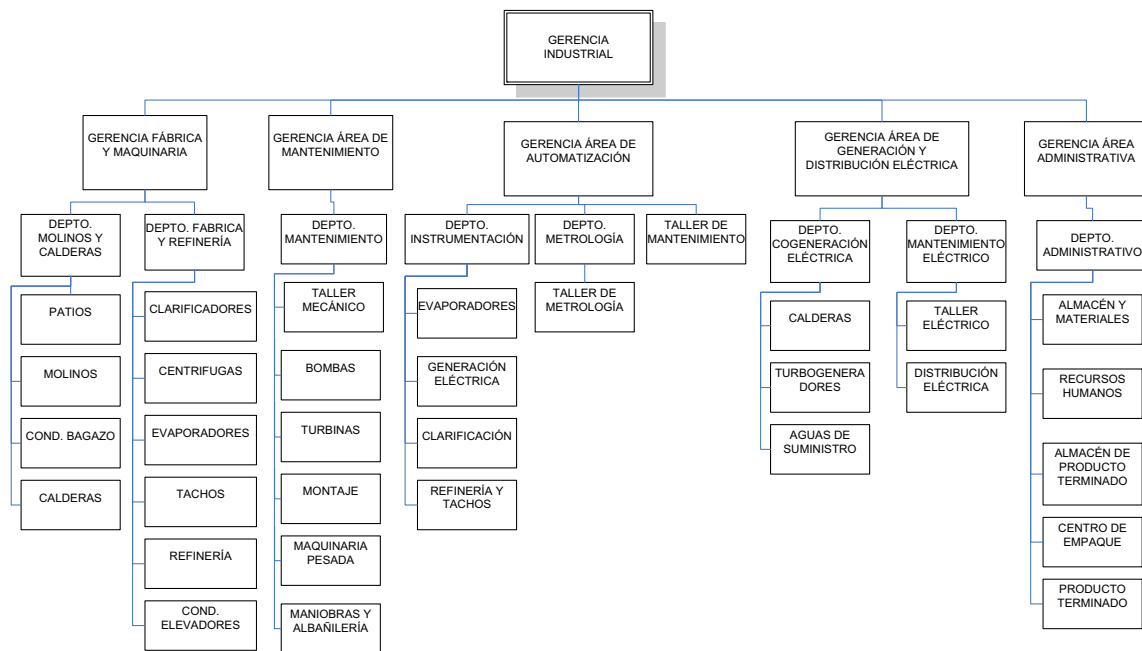 GERENCIA
INDUSTRIAL
GERENCIA FÁBRICA
Y MAQUINARIA
GERENCIA ÁREA DE
MANTENIMIENTO
GERENCIA ÁREA DE
AUTOMATIZACIÓN
GERENCIA ÁREA DE
GENERACIÓN Y
DISTRIBUCIÓN ELÉCTRICA
GERENCIA ÁREA
ADMINISTRATIVA
DEPTO.
MOLINOS Y
CALDERAS
DEPTO. FABRICA
Y REFINERÍA
DEPTO.
MANTENIMIENTO
DEPTO.
INSTRUMENTACIÓN
DEPTO.
METROLOGÍA
TALLER DE
MANTENIMIENTO
DEPTO.
COGENERACIÓN
ELÉCTRICA
DEPTO.
MANTENIMIENTO
ELÉCTRICO
DEPTO.
ADMINISTRATIVO
PATIOS
MOLINOS
COND. BAGAZO
CALDERAS
CLARIFICADORES
CENTRIFUGAS
EVAPORADORES
TACHOS
REFINERÍA
COND.
ELEVADORES
TALLER
MECÁNICO
BOMBAS
TURBINAS
MONTAJE
MAQUINARIA
PESADA
MANIOBRAS Y
ALBAÑILERÍA
EVAPORADORES
GENERACIÓN
ELÉCTRICA
CLARIFICACIÓN
REFINERÍA Y
TACHOS
TALLER DE
METROLOGÍA
CALDERAS
TURBOGENERA
DORES
AGUAS DE
SUMINISTRO
TALLER
ELÉCTRICO
DISTRIBUCIÓN
ELÉCTRICA
ALMACÉN Y
MATERIALES
RECURSOS
HUMANOS
ALMACÉN DE
PRODUCTO
TERMINADO
CENTRO DE
EMPAQUE
PRODUCTO
TERMINADO